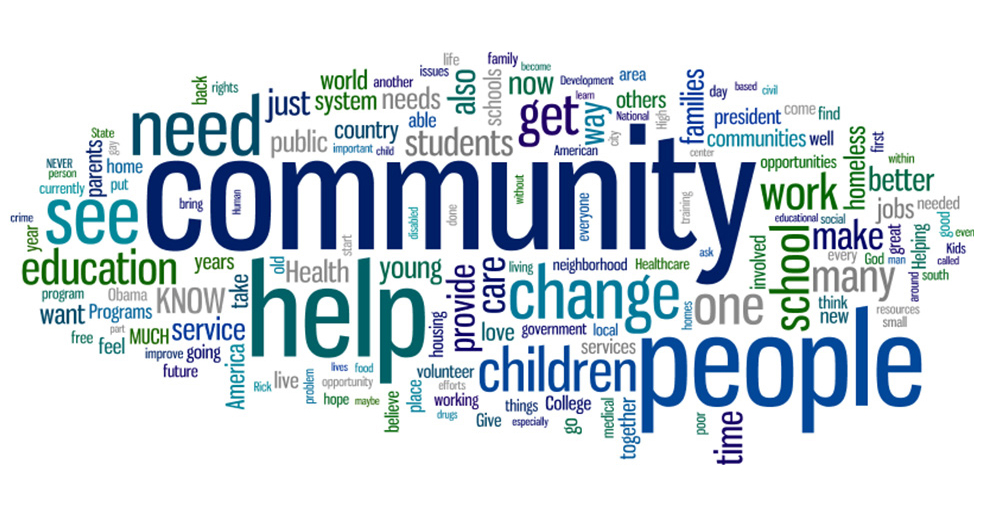 life
family
become
issues
back
rights
world
another
also
schools
now
Development
area
families
day
based
civil
need
just
system
needs
get
learn
way
others
National
High
president
come
find
State
gay
public
country
able
important
child
students
American
city
communities
well
center
NEVER
person
parents
home
currently
put
community
opportunities
homeless
first
within
better
crime
year
see
bring
Human
disabled
done
without
everyone
training
work
jobs
needed
educational
social
good
even
education
years
old
Health
start
young
provide
care
living
neighborhood
Healthcare
ask
involved
school
make
great
Helping
Kids
called
every
God
man
many
around
south
program
Obama
KNOW
take
help
change
homes
one
think
new
resources
small
want
Programs
free
part
feel
MUCH
service
housing
love
government
local
improve
going
services
people
future
America
Rick
live
problem
lives
food
opportunity
volunteer
children
hope
maybe
believe
place
efforts
working
drugs
Give
things
especially
College
go
medical
together
poor
time